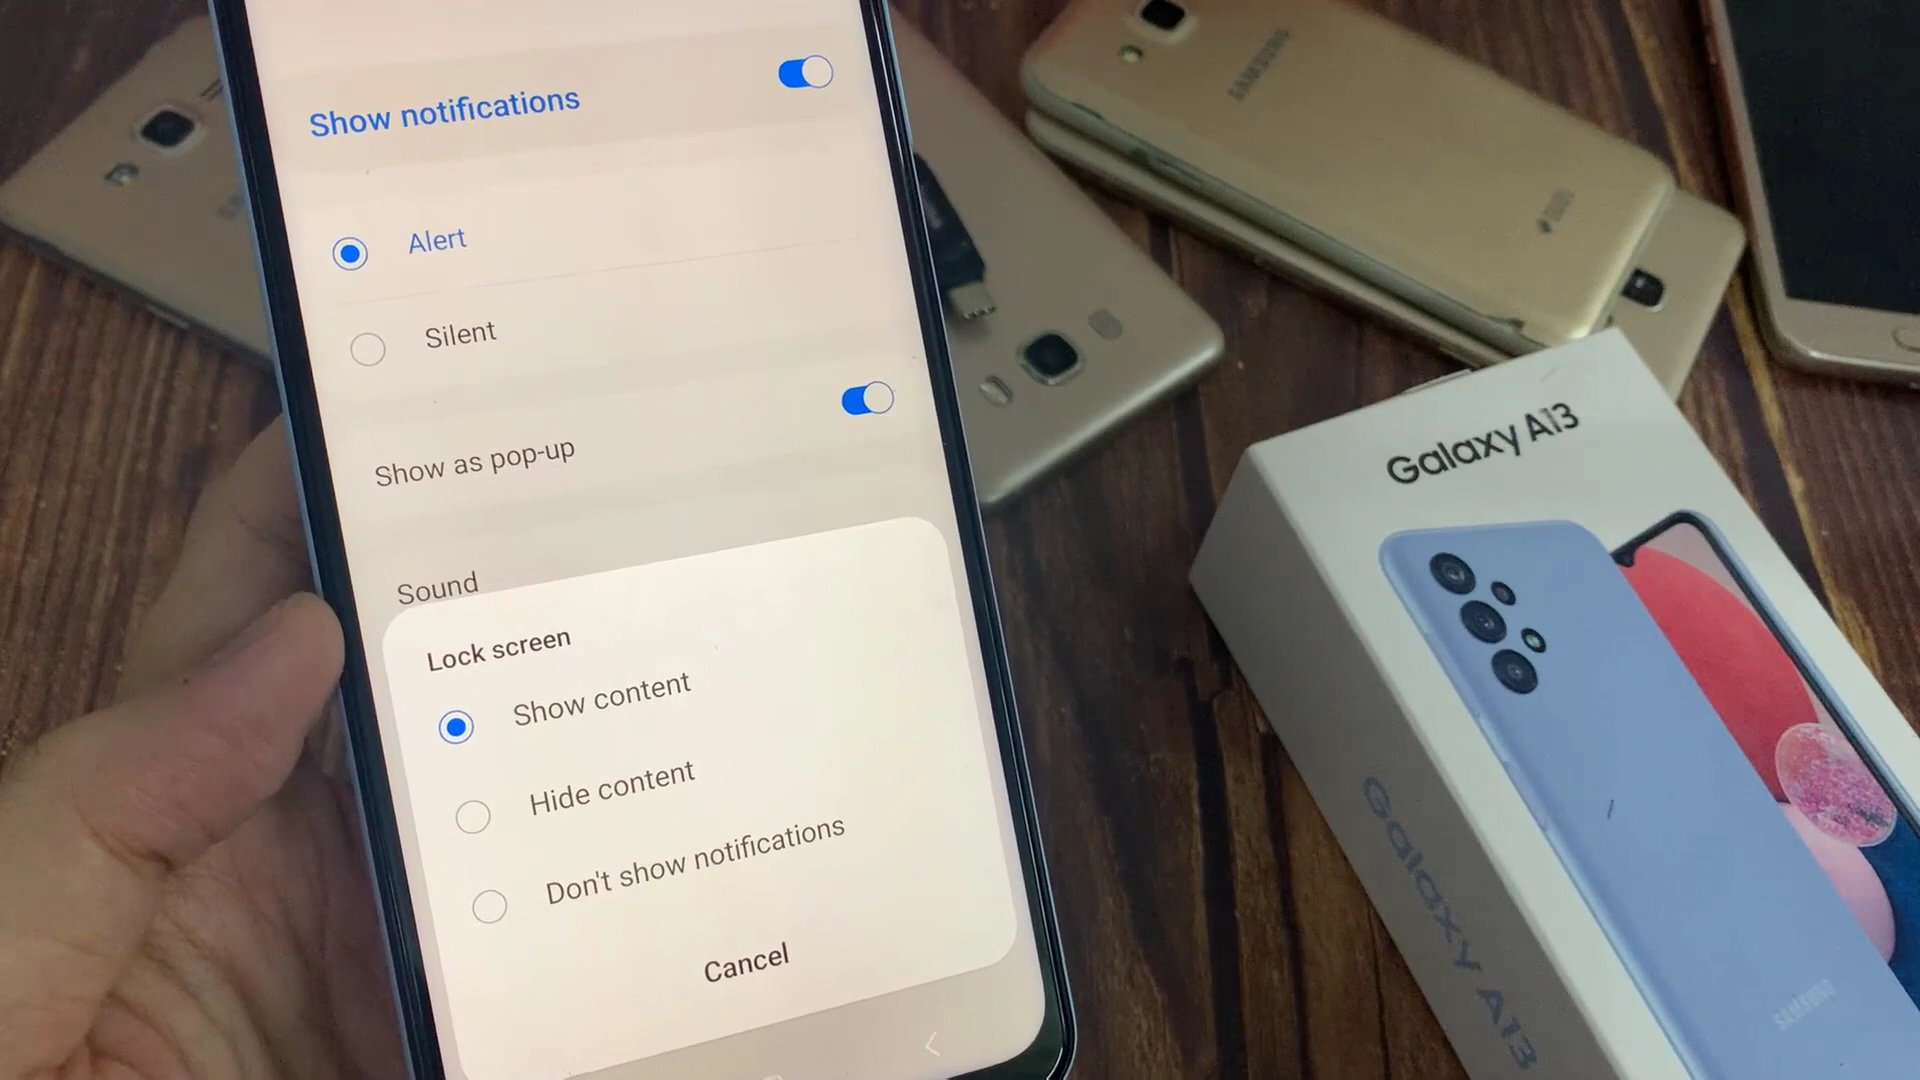 Show notifications
Alert
Silent
Show as pop-up
Sound
Lock screen
Show content
Hide content
Don't show notifications
Cancel
SAMSUNG
Galaxy A13
Galaxy A13
SAMSUNG